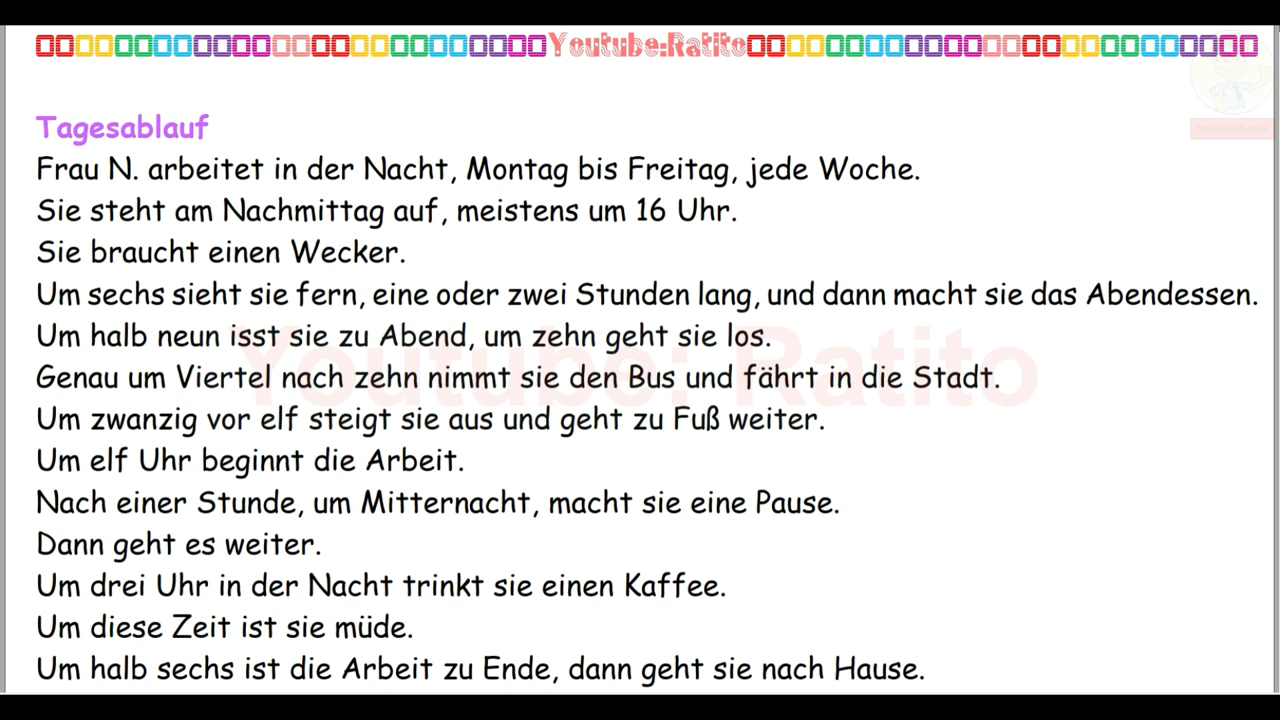 Youtube:Ratito
Tagesablauf
Frau N. arbeitet in der Nacht, Montag bis Freitag, jede Woche.
Sie steht am Nachmittag auf, meistens um 16 Uhr.
Sie braucht einen Wecker.
Um sechs sieht sie fern, eine oder zwei Stunden lang, und dann macht sie das Abendessen.
Um halb neun isst sie zu Abend, um zehn geht sie los.
Youtube: Ratito
Genau um Viertel nach zehn nimmt sie den Bus und fährt in die Stadt.
Um zwanzig vor elf steigt sie aus und geht zu Fuß weiter.
Um elf Uhr beginnt die Arbeit.
Nach einer Stunde, um Mitternacht, macht sie eine Pause.
Dann geht es weiter.
Um drei Uhr in der Nacht trinkt sie einen Kaffee.
Um diese Zeit ist sie müde.
Um halb sechs ist die Arbeit zu Ende, dann geht sie nach Hause.